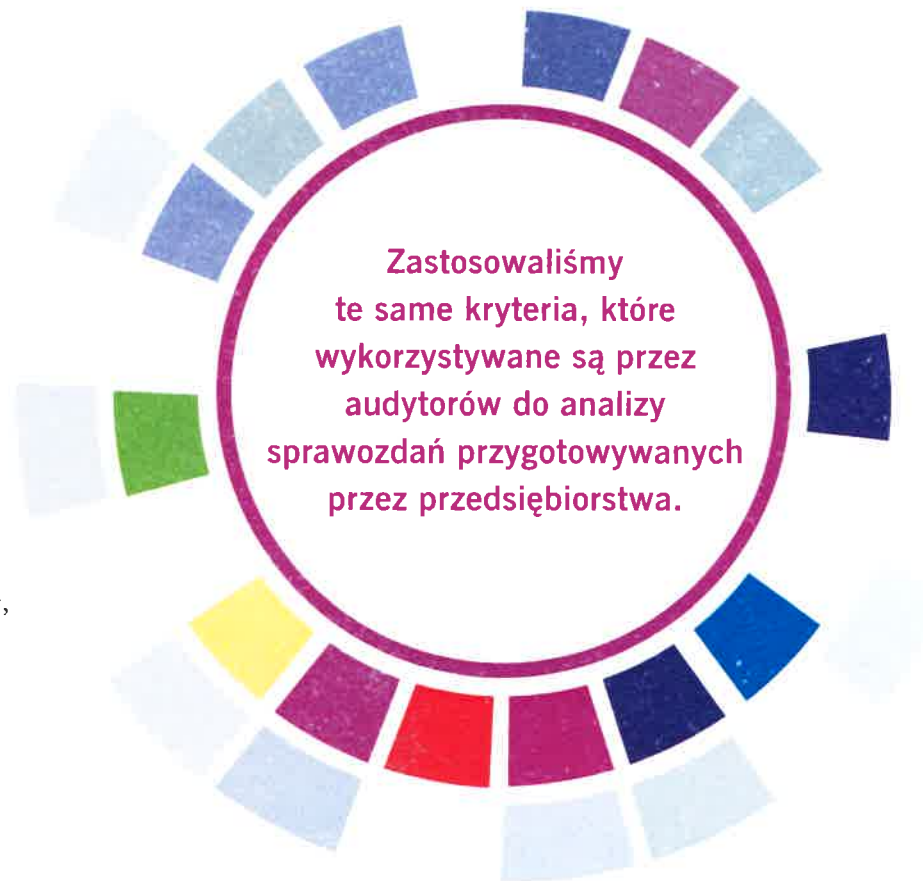 Zastosowaliśmy
te same kryteria, które
wykorzystywane są przez
audytorów do analizy
sprawozdań przygotowywanych
przez przedsiębiorstwa.
,